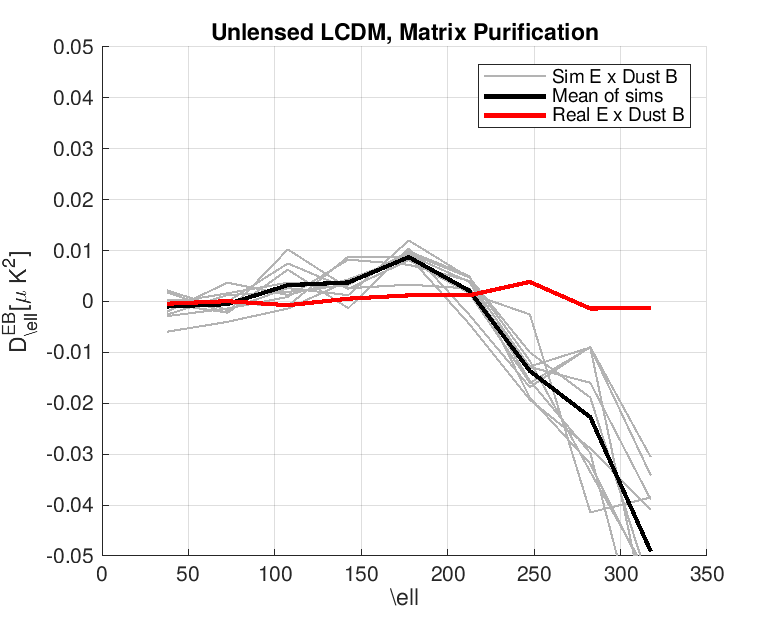 Unlensed LCDM, Matrix Purification
0.05
0.04
0.03
0.02
0.01
0
-0.01
-0.02
-0.03
-0.04
-0.05
D^{EB}_{\ell}[μ K^2]
Sim E x Dust B
Mean of sims
Real E x Dust B
0 50 100 150 200 250 300 350
\ell